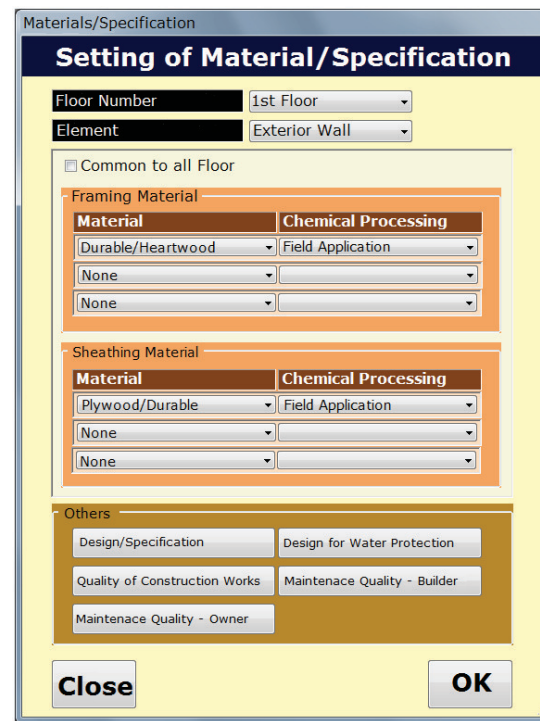 Materials/Specification
Setting of Material/Specification
Floor Number 1st Floor
Element Exterior Wall
Common to all Floor
Framing Material
Material Chemical Processing
Durable/Heartwood Field Application
None
None
Sheathing Material
Material Chemical Processing
Plywood/Durable Field Application
None
None
Others
Design/Specification Design for Water Protection
Quality of Construction Works Maintenace Quality - Builder
Maintenace Quality - Owner
Close OK